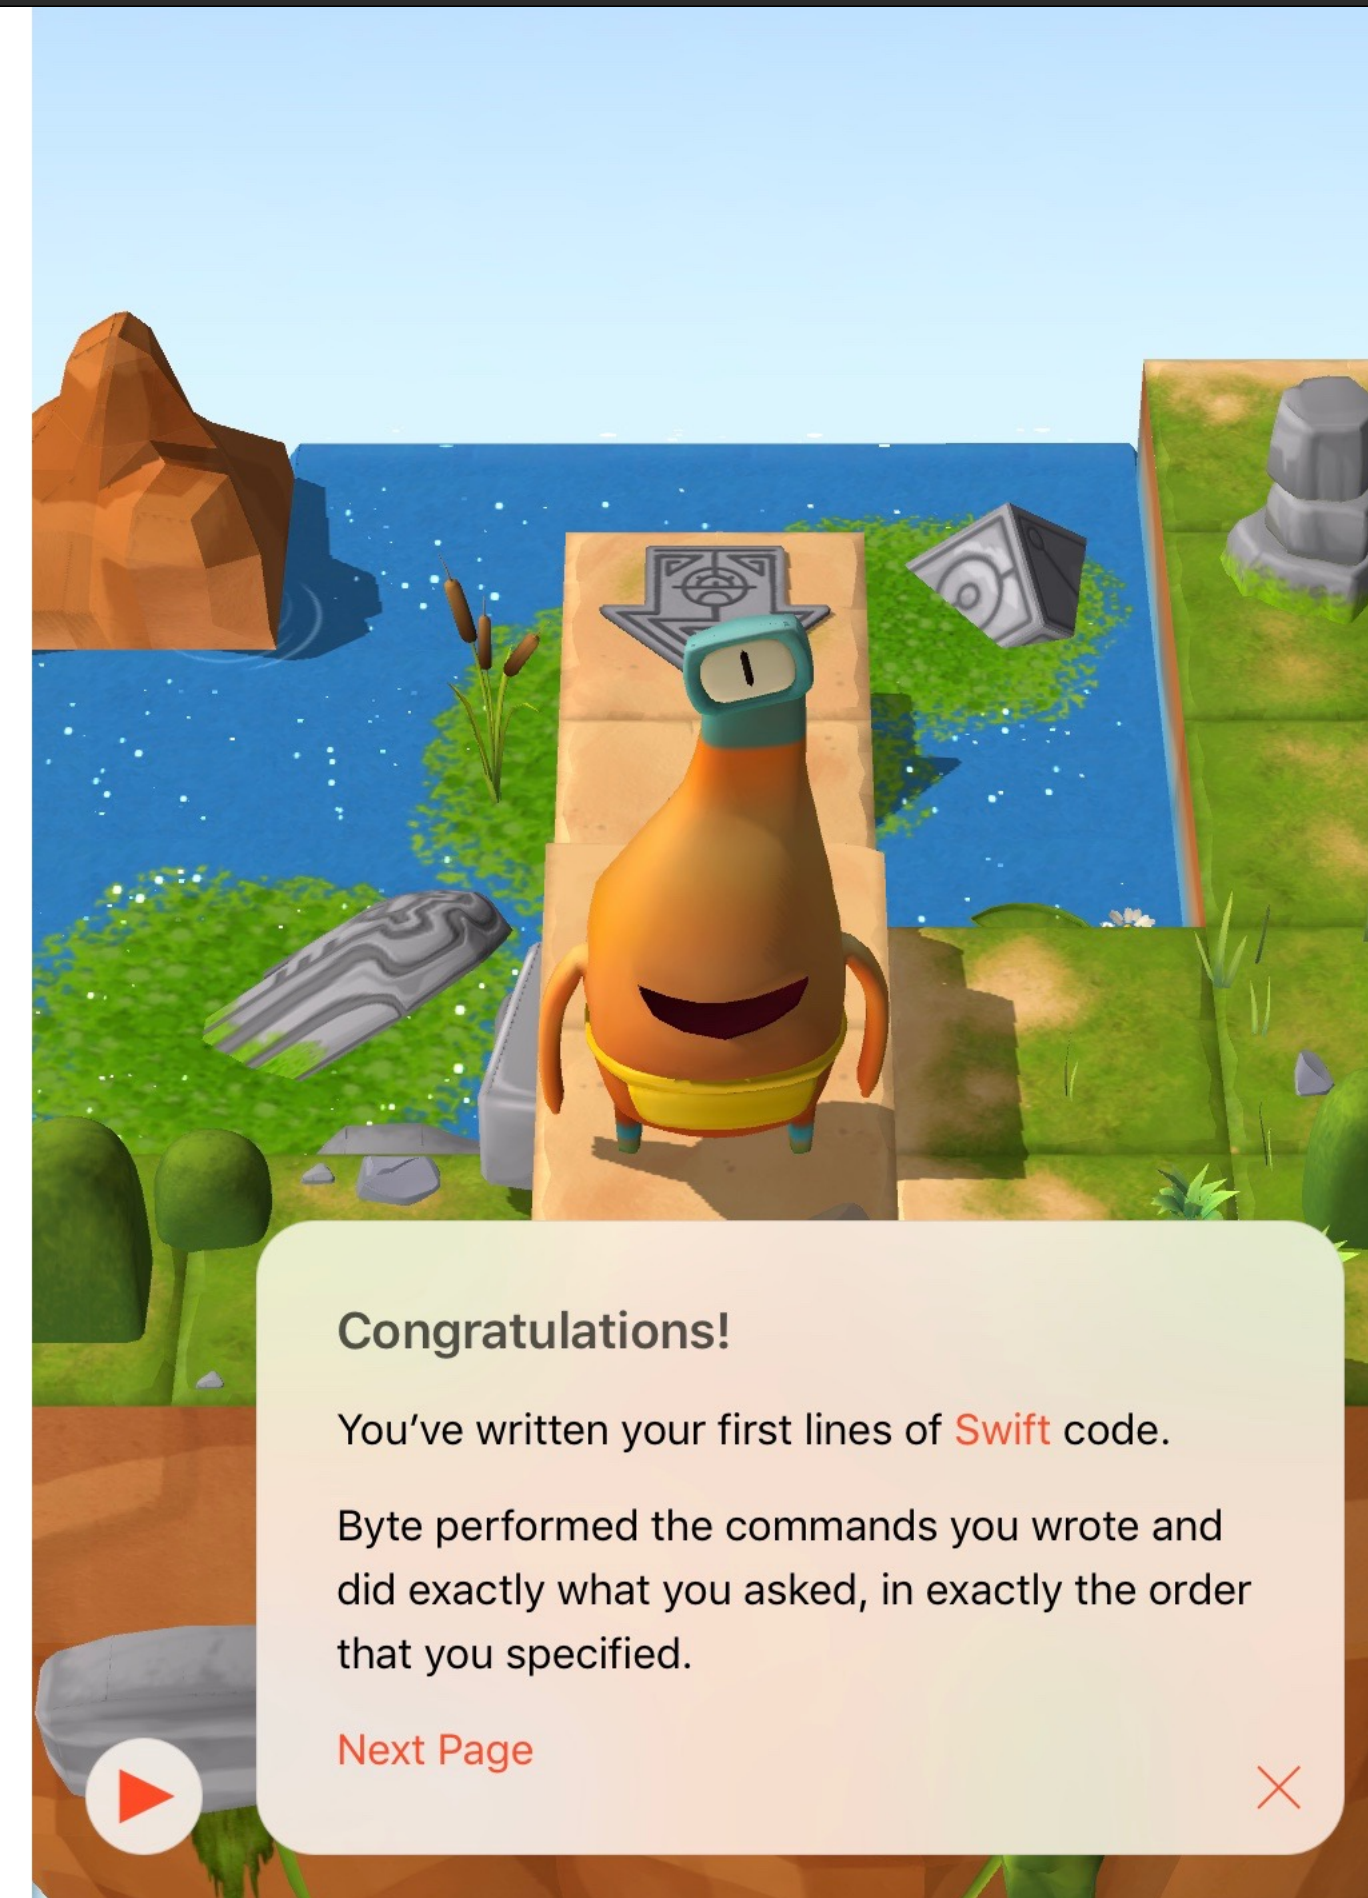 Congratulations!
You’ve written your first lines of Swift code.
Byte performed the commands you wrote and
did exactly what you asked, in exactly the order
that you specified.
Next Page